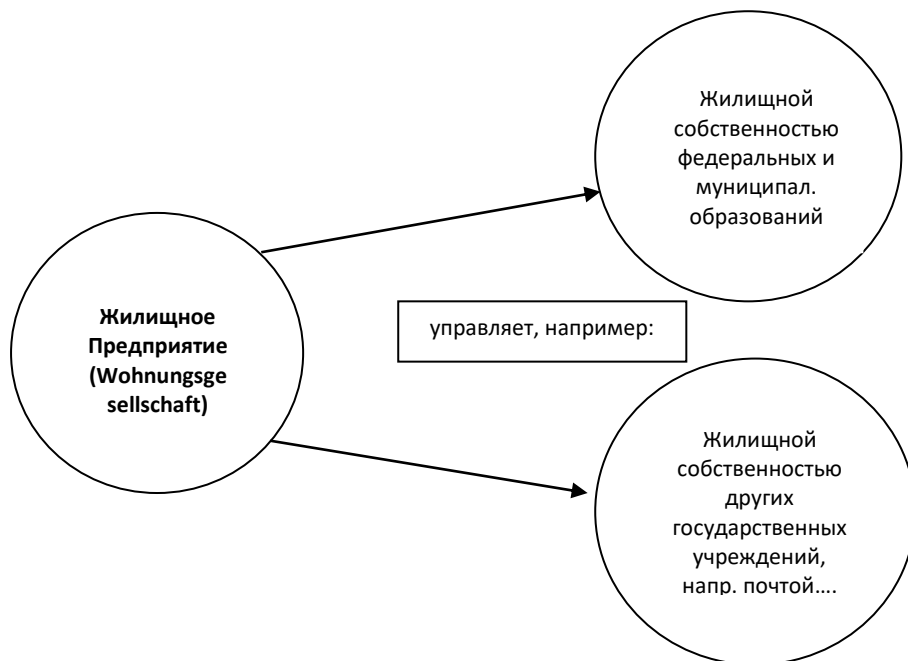 Жилищное
Предприятие
(Wohnungsge
sellschaft)
управляет, например:
Жилищной
собственностью
федеральных и
муниципал.
образований
Жилищной
собственностью
других
государственных
учреждений,
напр. почтой….